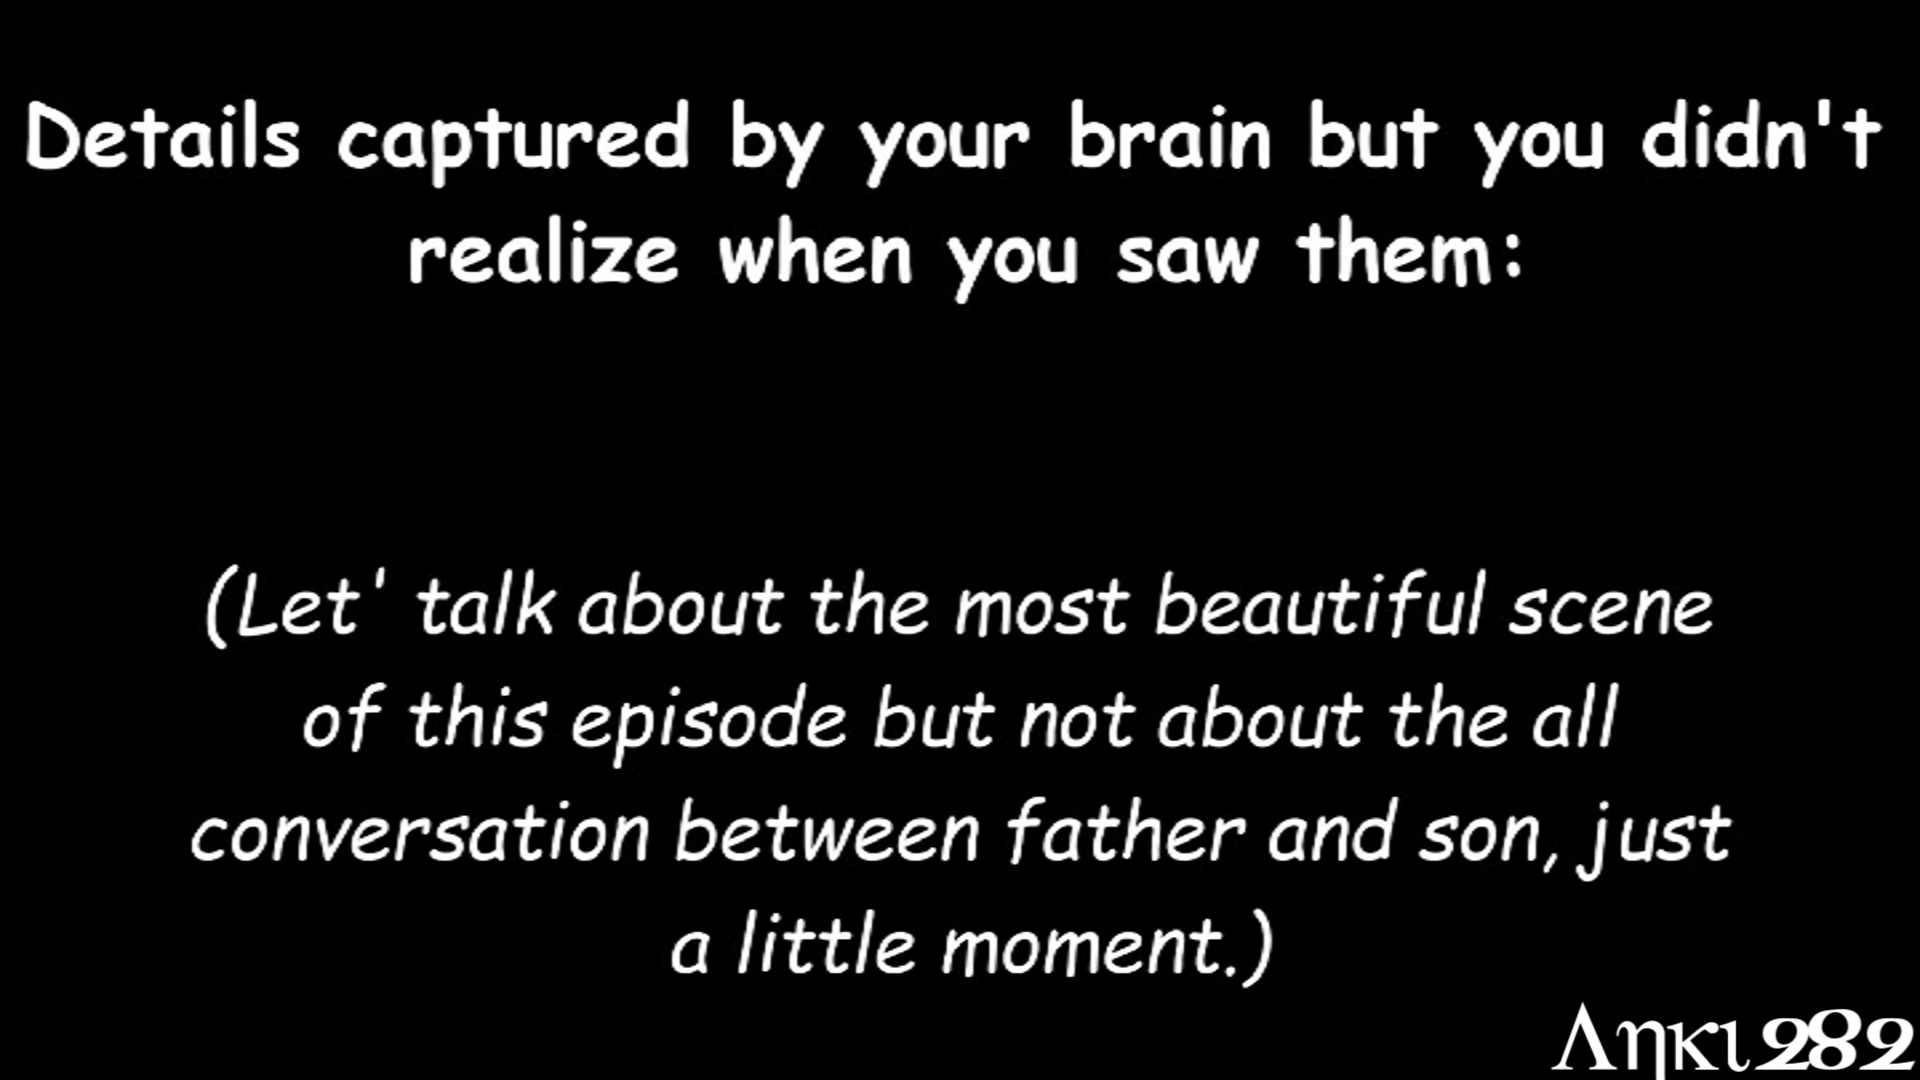 Details captured by your brain but you didn't
realize when you saw them:
(Let' talk about the most beautiful scene
of this episode but not about the all
conversation between father and son, just
a little moment.)
Ληκι282